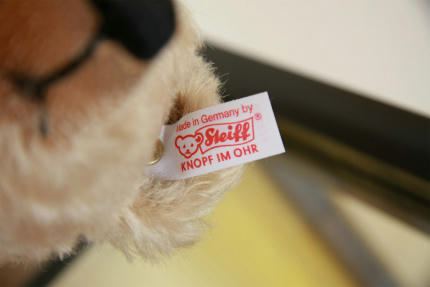 Made in Germany by
Steiff ®
KNOPF IM OHR